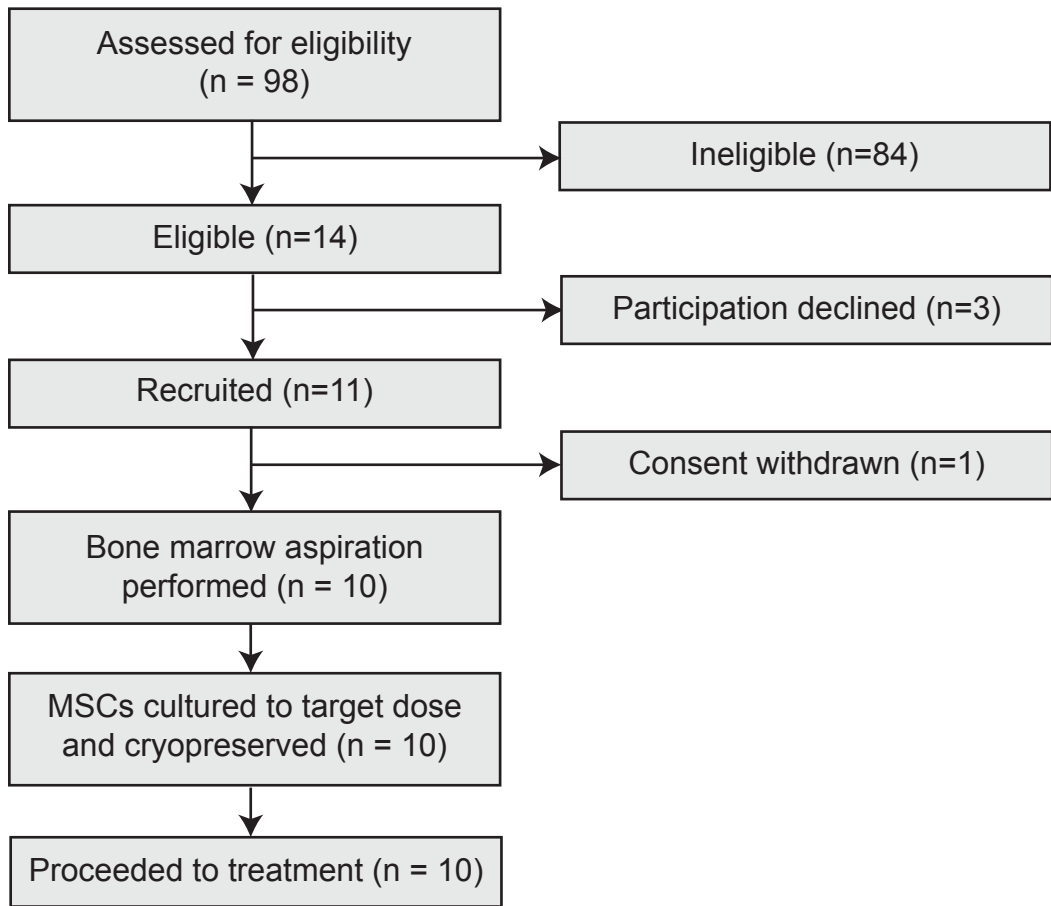 Assessed for eligibility
(n = 98)
Ineligible (n=84)
Eligible (n=14)
Participation declined (n=3)
Recruited (n=11)
Consent withdrawn (n=1)
Bone marrow aspiration
performed (n = 10)
MSCs cultured to target dose
and cryopreserved (n = 10)
Proceeded to treatment (n = 10)